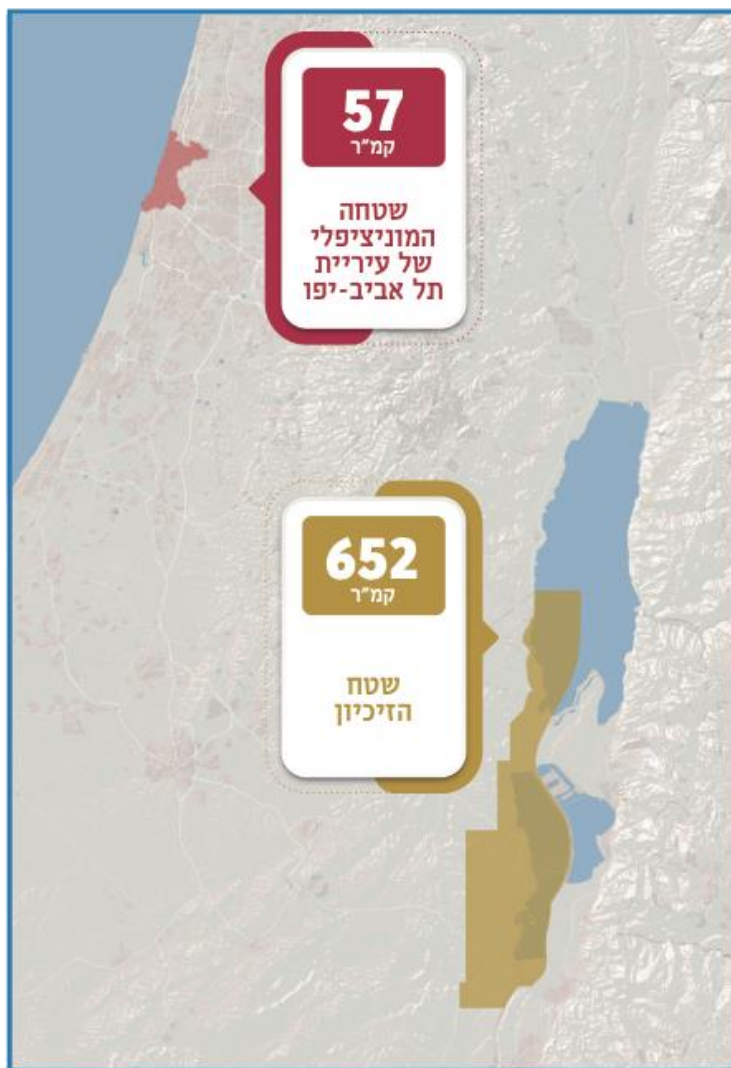 57
קמ"ר
שטחה
המוניציפלי
של עיריית
תל אביב-יפו
652
קמ"ר
שטח
הזיכיון